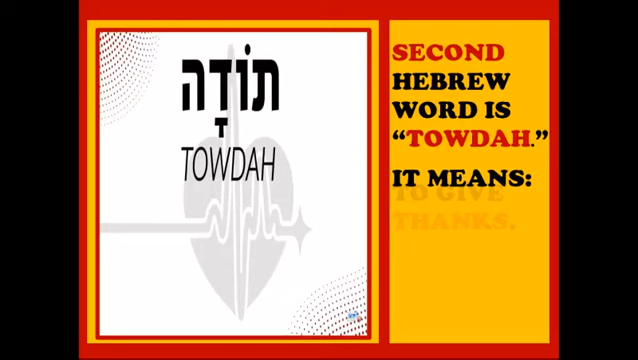 תּוֹדָה
TOWDAH
SECOND
HEBREW
WORD IS
“TOWDAH.”
IT MEANS:
TO GIVE
THANKS.